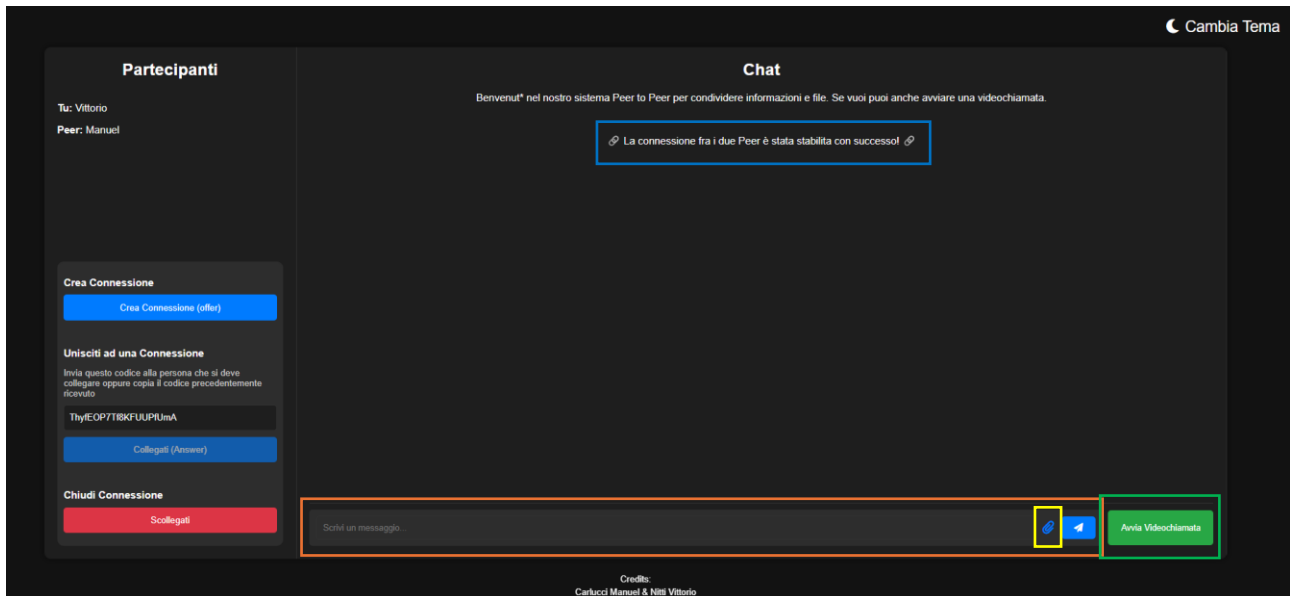 Cambia Tema
Partecipanti
Tu: Vittorio
Peer: Manuel
Crea Connessione
Crea Connessione (offer)
Unisciti ad una Connessione
Invia questo codice alla persona che si deve
collegare oppure copia il codice precedentemente
ricevuto
Collegati (Answer)
Chiudi Connessione
Scollegati
Chat
Benvenut* nel nostro sistema Peer to Peer per condividere informazioni e file. Se vuoi puoi anche avviare una videochiamata.
🔗 La connessione fra i due Peer è stata stabilita con successo! 🔗
Scrivi un messaggio...
Avvia Videochiamata
Credits:
Carlucci Manuel & Nitti Vittorio